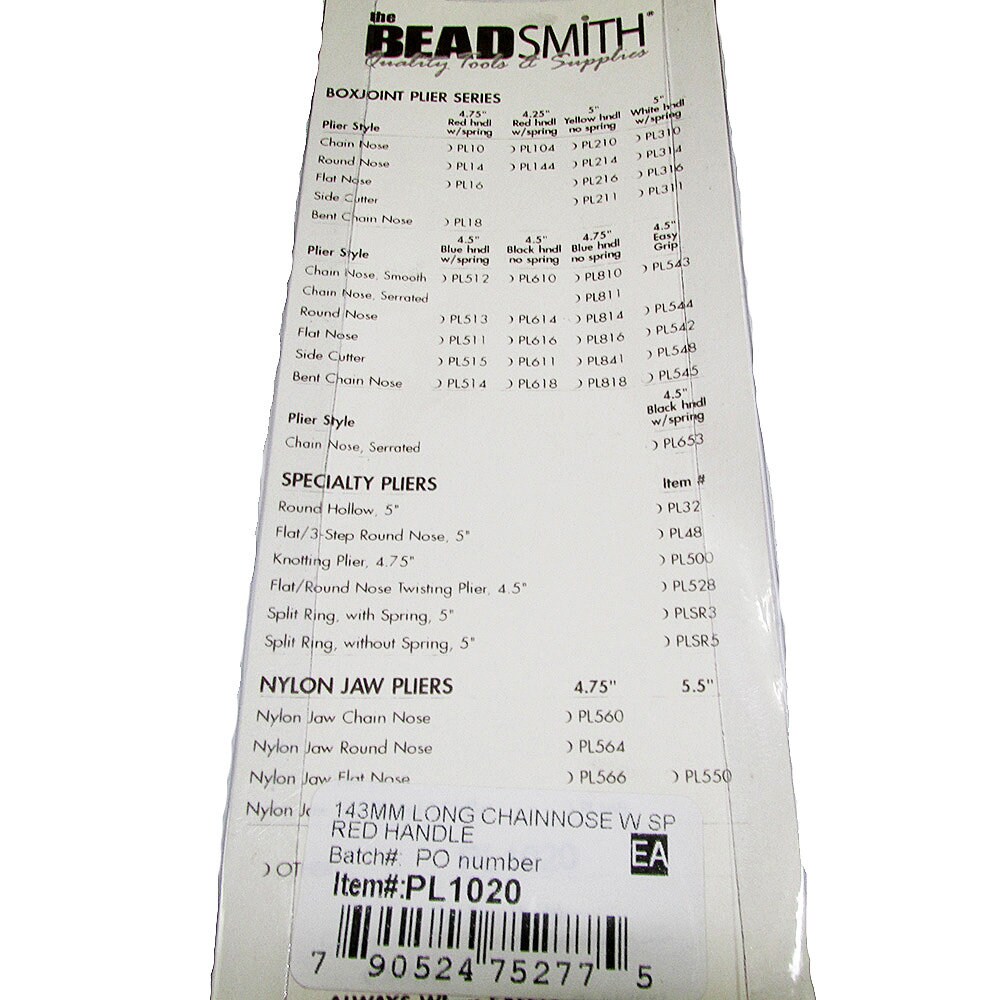 the
BEADSMITH®
Quality Tools & Supplies
BOXJOINT PLIER SERIES
Plier Style 4.75" Red hndl w/spring 4.25" Red hndl w/spring 5" Yellow hndl no spring 5" White hndl w/spring
Chain Nose ) PL10 ) PL104 ) PL210 ) PL310
Round Nose ) PL14 ) PL144 ) PL214 ) PL314
Flat Nose ) PL16 ) PL216 ) PL316
Side Cutter ) PL211 ) PL311
Bent Chain Nose ) PL18
Plier Style 4.5" Blue hndl w/spring 4.5" Black hndl no spring 4.75" Blue hndl no spring 4.5" Easy Grip
Chain Nose, Smooth ) PL512 ) PL610 ) PL810 ) PL543
Chain Nose, Serrated ) PL811
Round Nose ) PL513 ) PL614 ) PL814 ) PL544
Flat Nose ) PL511 ) PL616 ) PL816 ) PL542
Side Cutter ) PL515 ) PL611 ) PL841 ) PL548
Bent Chain Nose ) PL514 ) PL618 ) PL818 ) PL545
Plier Style 4.5" Black hndl w/spring
Chain Nose, Serrated ) PL653
SPECIALTY PLIERS Item #
Round Hollow, 5" ) PL32
Flat/3-Step Round Nose, 5" ) PL48
Knotting Plier, 4.75" ) PL500
Flat/Round Nose Twisting Plier, 4.5" ) PL528
Split Ring, with Spring, 5" ) PLSR3
Split Ring, without Spring, 5" ) PLSR5
NYLON JAW PLIERS 4.75" 5.5"
Nylon Jaw Chain Nose ) PL560
Nylon Jaw Round Nose ) PL564
Nylon Jaw Flat Nose ) PL566 ) PL550
Nylon
143MM LONG CHAINNOSE W SP
RED HANDLE
Batch#: PO number EA
Item#:PL1020
7 90524 75277 5